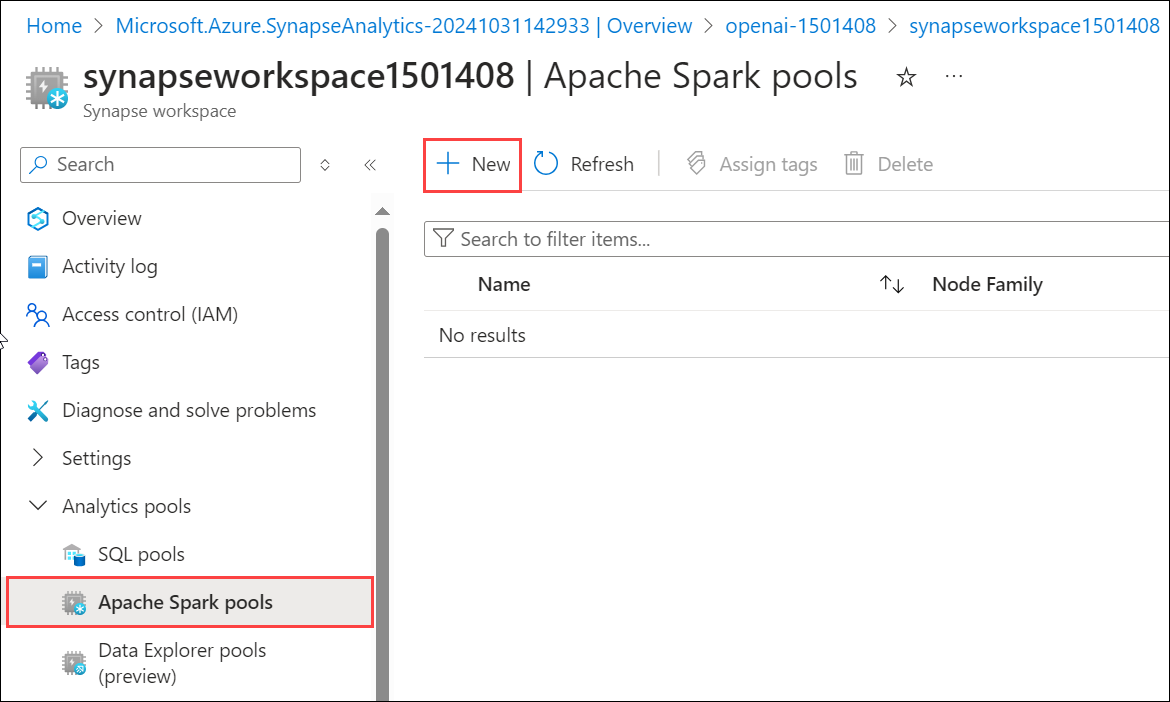 Home > Microsoft.Azure.SynapseAnalytics-20241031142933 | Overview > openai-1501408 > synapseworkspace1501408
synapseworkspace1501408 | Apache Spark pools
Synapse workspace
Search
New Refresh Assign tags Delete
Overview
Activity log
Access control (IAM)
Tags
Diagnose and solve problems
Settings
Analytics pools
SQL pools
Apache Spark pools
Data Explorer pools
(preview)
Search to filter items...
Name Node Family
No results